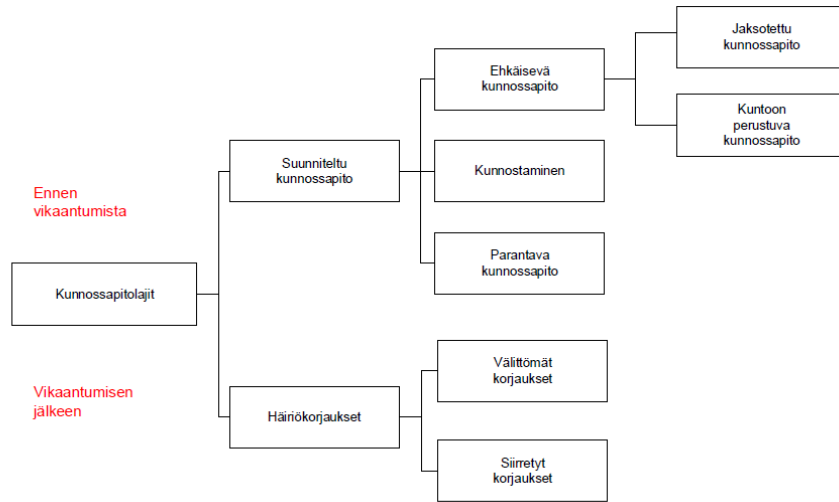 Jaksotettu
kunnossapito
Ehkäisevä
kunnossapito
Kuntoon
perustuva
kunnossapito
Suunniteltu
kunnossapito
Kunnostaminen
Ennen
vikaantumista
Parantava
kunnossapito
Kunnossapitolajit
Välittömät
korjaukset
Vikaantumisen
jälkeen
Häiriökorjaukset
Siirretyt
korjaukset